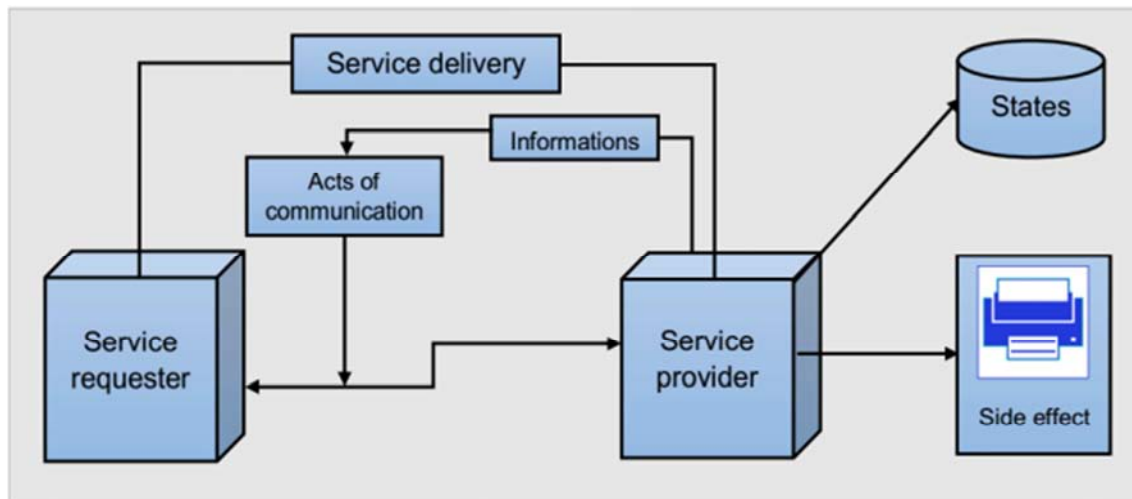 Service delivery
Informations
States
Acts of
communication
Service
requester
Service
provider
Side effect